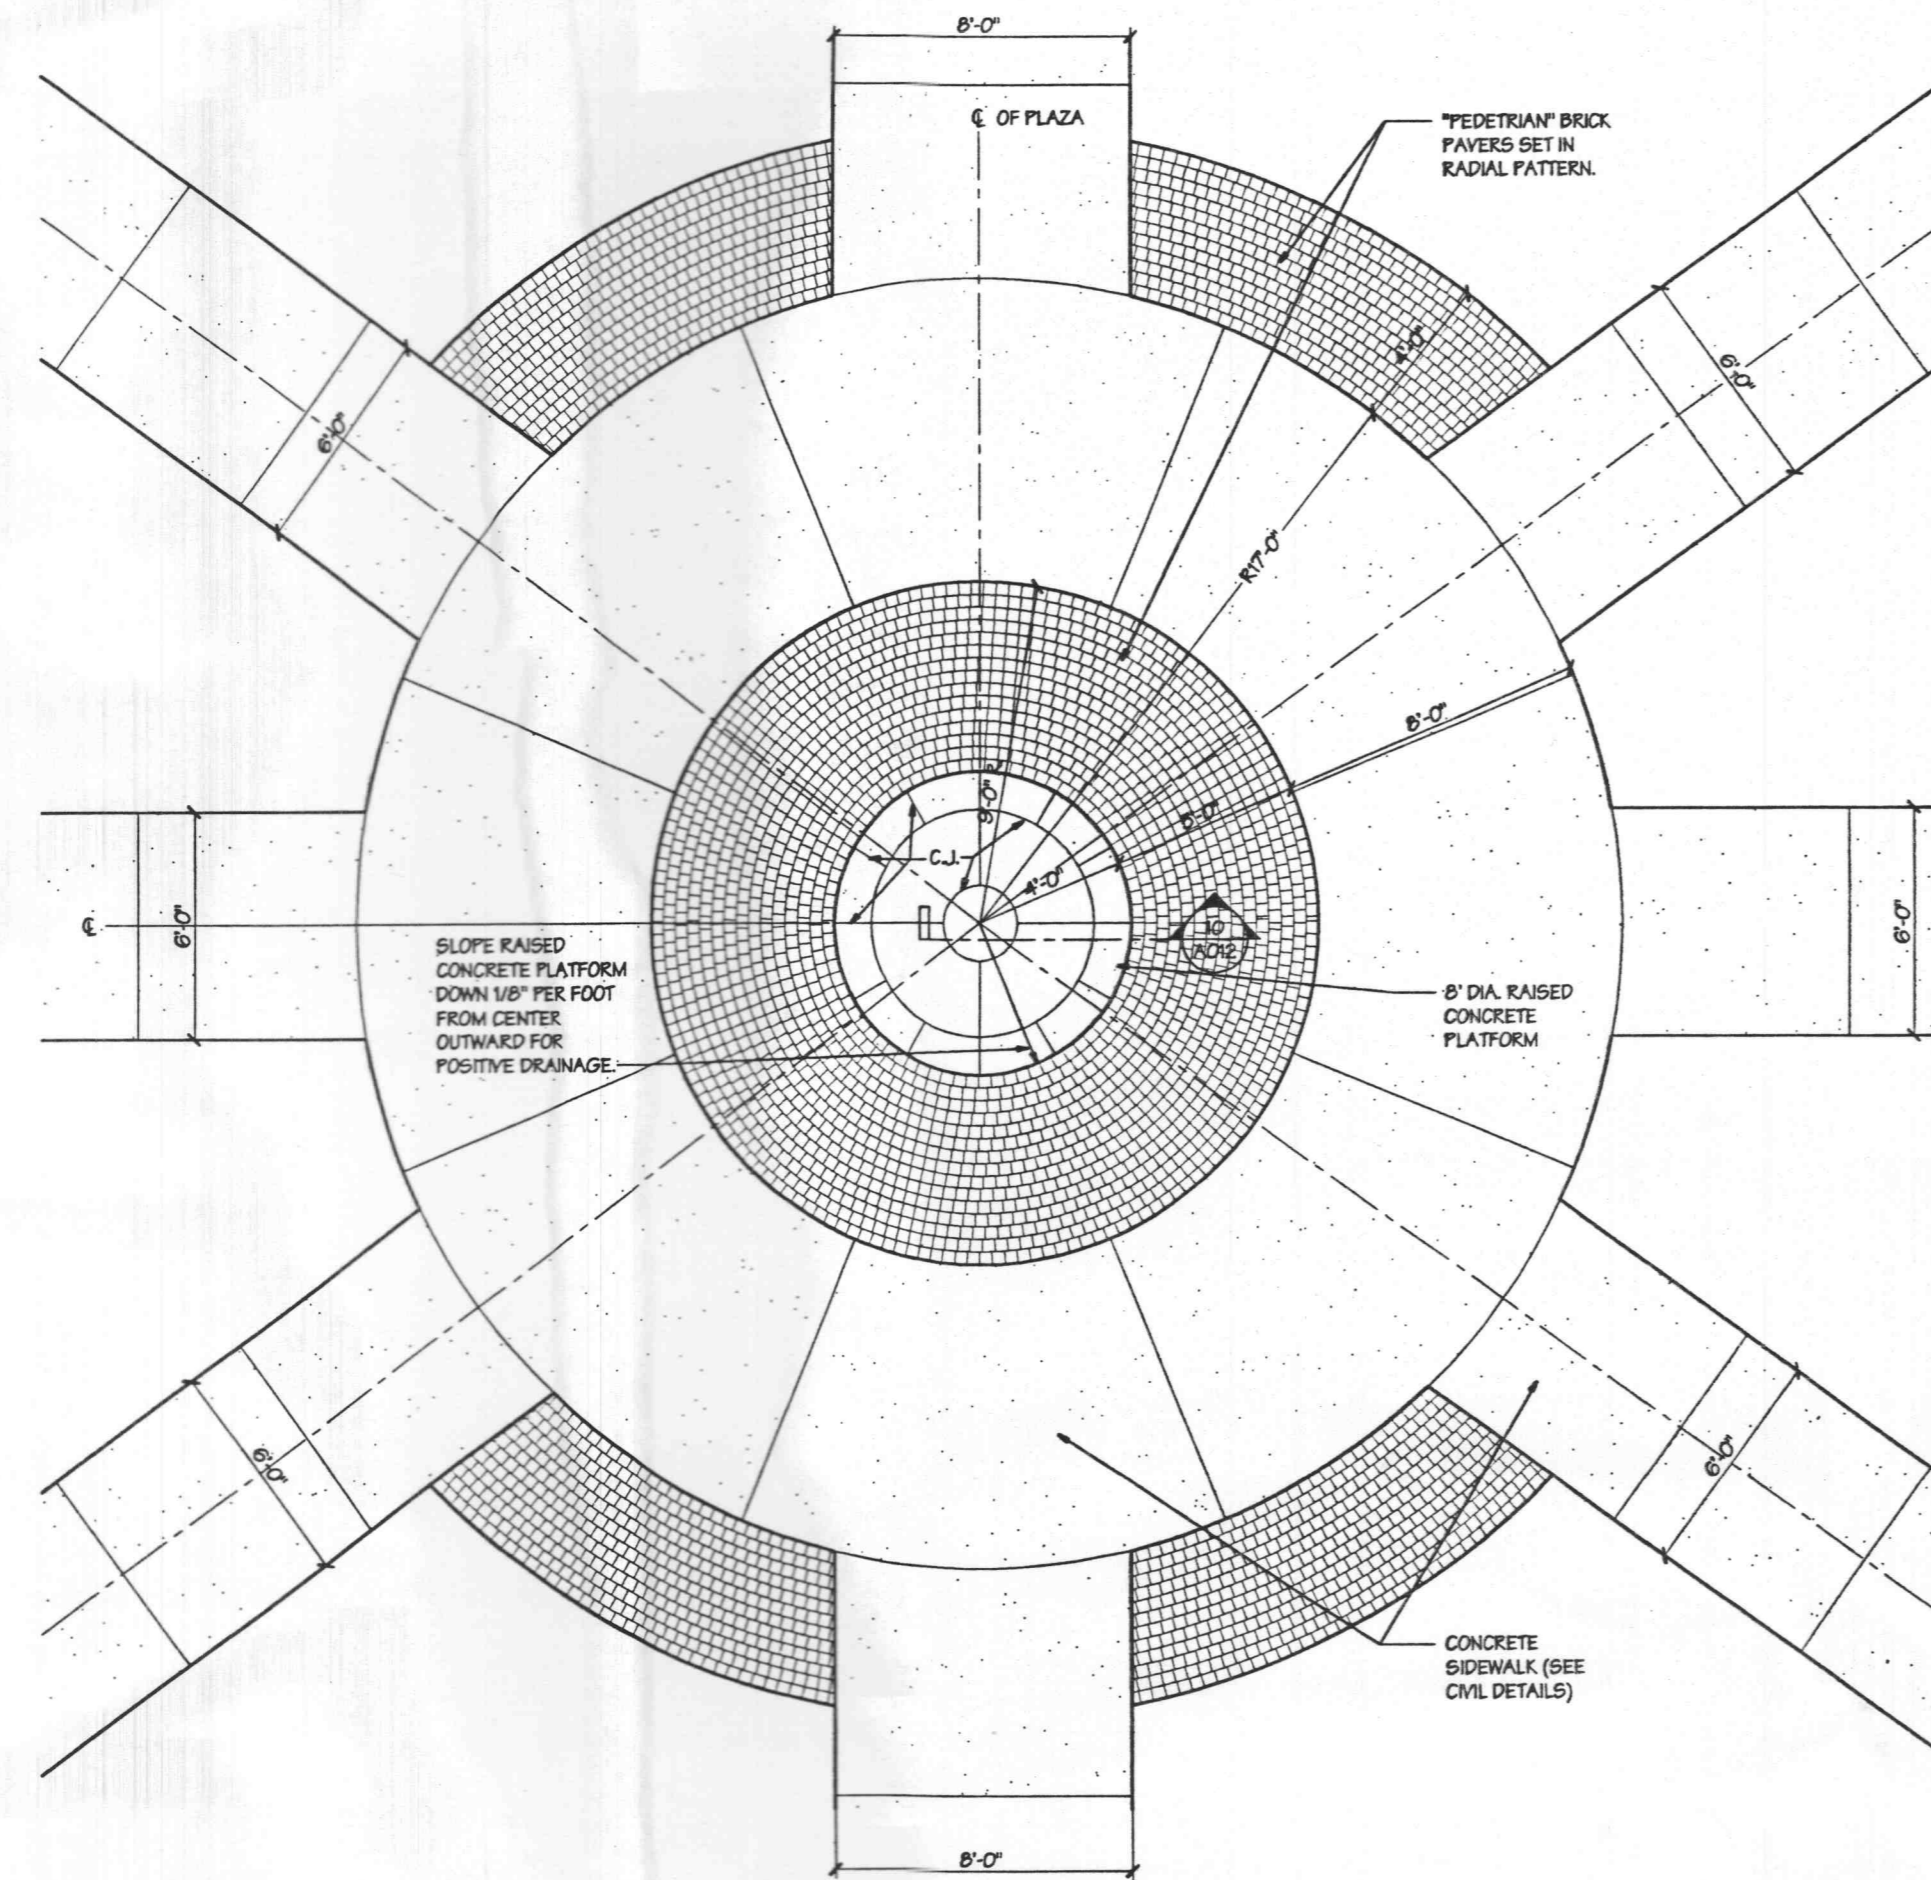 8'-0"
℄ OF PLAZA
"PEDETRIAN" BRICK
PAVERS SET IN
RADIAL PATTERN.
4'-0"
6'-0"
6'-0"
R17'-0"
8'-0"
9'-0"
5'-0"
C.J.
4'-0"
℄
6'-0"
10
A012
6'-0"
SLOPE RAISED
CONCRETE PLATFORM
DOWN 1/8" PER FOOT
FROM CENTER
OUTWARD FOR
POSITIVE DRAINAGE.
8' DIA. RAISED
CONCRETE
PLATFORM
6'-0"
6'-0"
CONCRETE
SIDEWALK (SEE
CIVIL DETAILS)
8'-0"